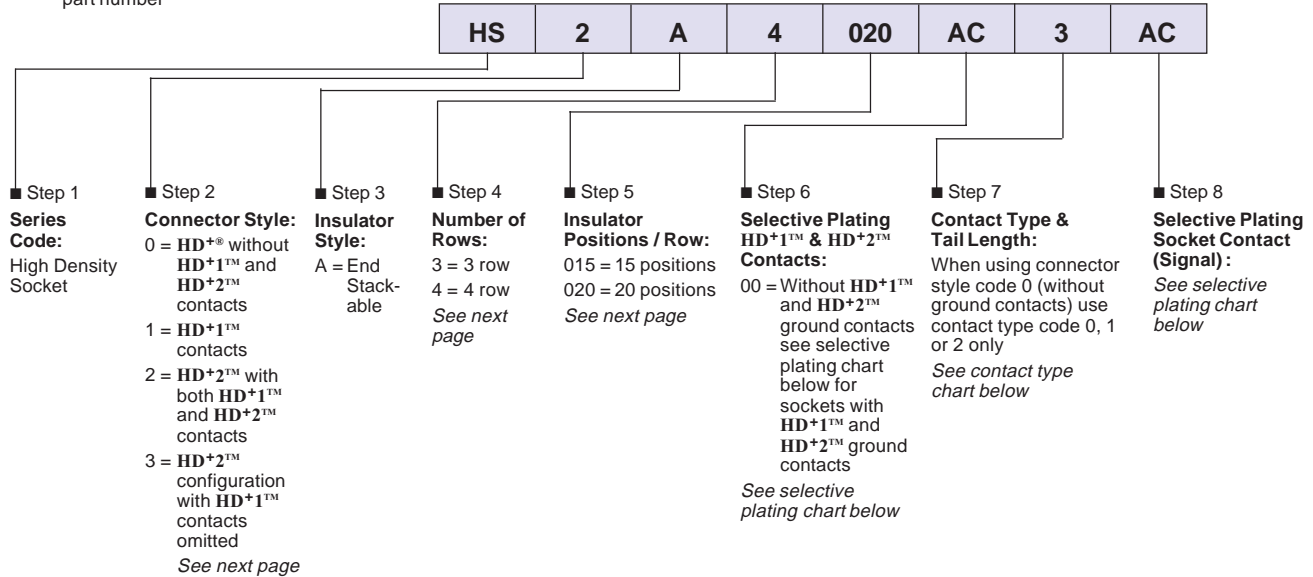 part number
HS 2 A 4 020 AC 3 AC
■ Step 1
Series
Code:
High Density
Socket
■ Step 2
Connector Style:
0 = HD+® without
HD+1™ and
HD+2™
contacts
1 = HD+1™
contacts
2 = HD+2™ with
both HD+1™
and HD+2™
contacts
3 = HD+2™
configuration
with HD+1™
contacts
omitted
See next page
■ Step 3
Insulator
Style:
A = End
Stack-
able
■ Step 4
Number of
Rows:
3 = 3 row
4 = 4 row
See next
page
■ Step 5
Insulator
Positions / Row:
015 = 15 positions
020 = 20 positions
See next page
■ Step 6
Selective Plating
HD+1™ & HD+2™
Contacts:
00 = Without HD+1™
and HD+2™
ground contacts
see selective
plating chart
below for
sockets with
HD+1™ and
HD+2™ ground
contacts
See selective
plating chart below
■ Step 7
Contact Type &
Tail Length:
When using connector
style code 0 (without
ground contacts) use
contact type code 0, 1
or 2 only
See contact type
chart below
■ Step 8
Selective Plating
Socket Contact
(Signal) :
See selective
plating chart
below